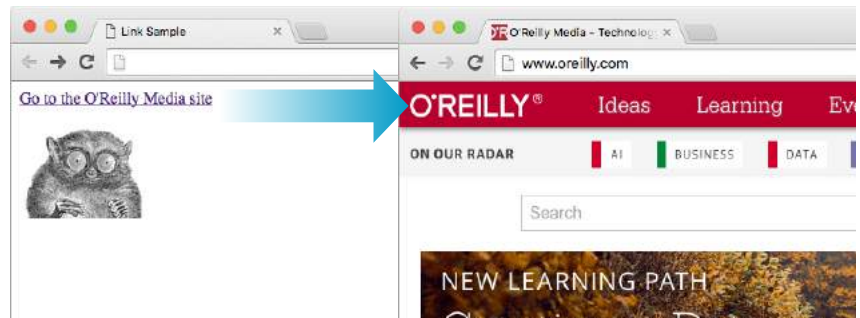 Link Sample
Go to the O'Reilly Media site
O'Reilly Media - Technolog
www.oreilly.com
O'REILLY® Ideas Learning Eve
ON OUR RADAR AI BUSINESS DATA
Search
NEW LEARNING PATH